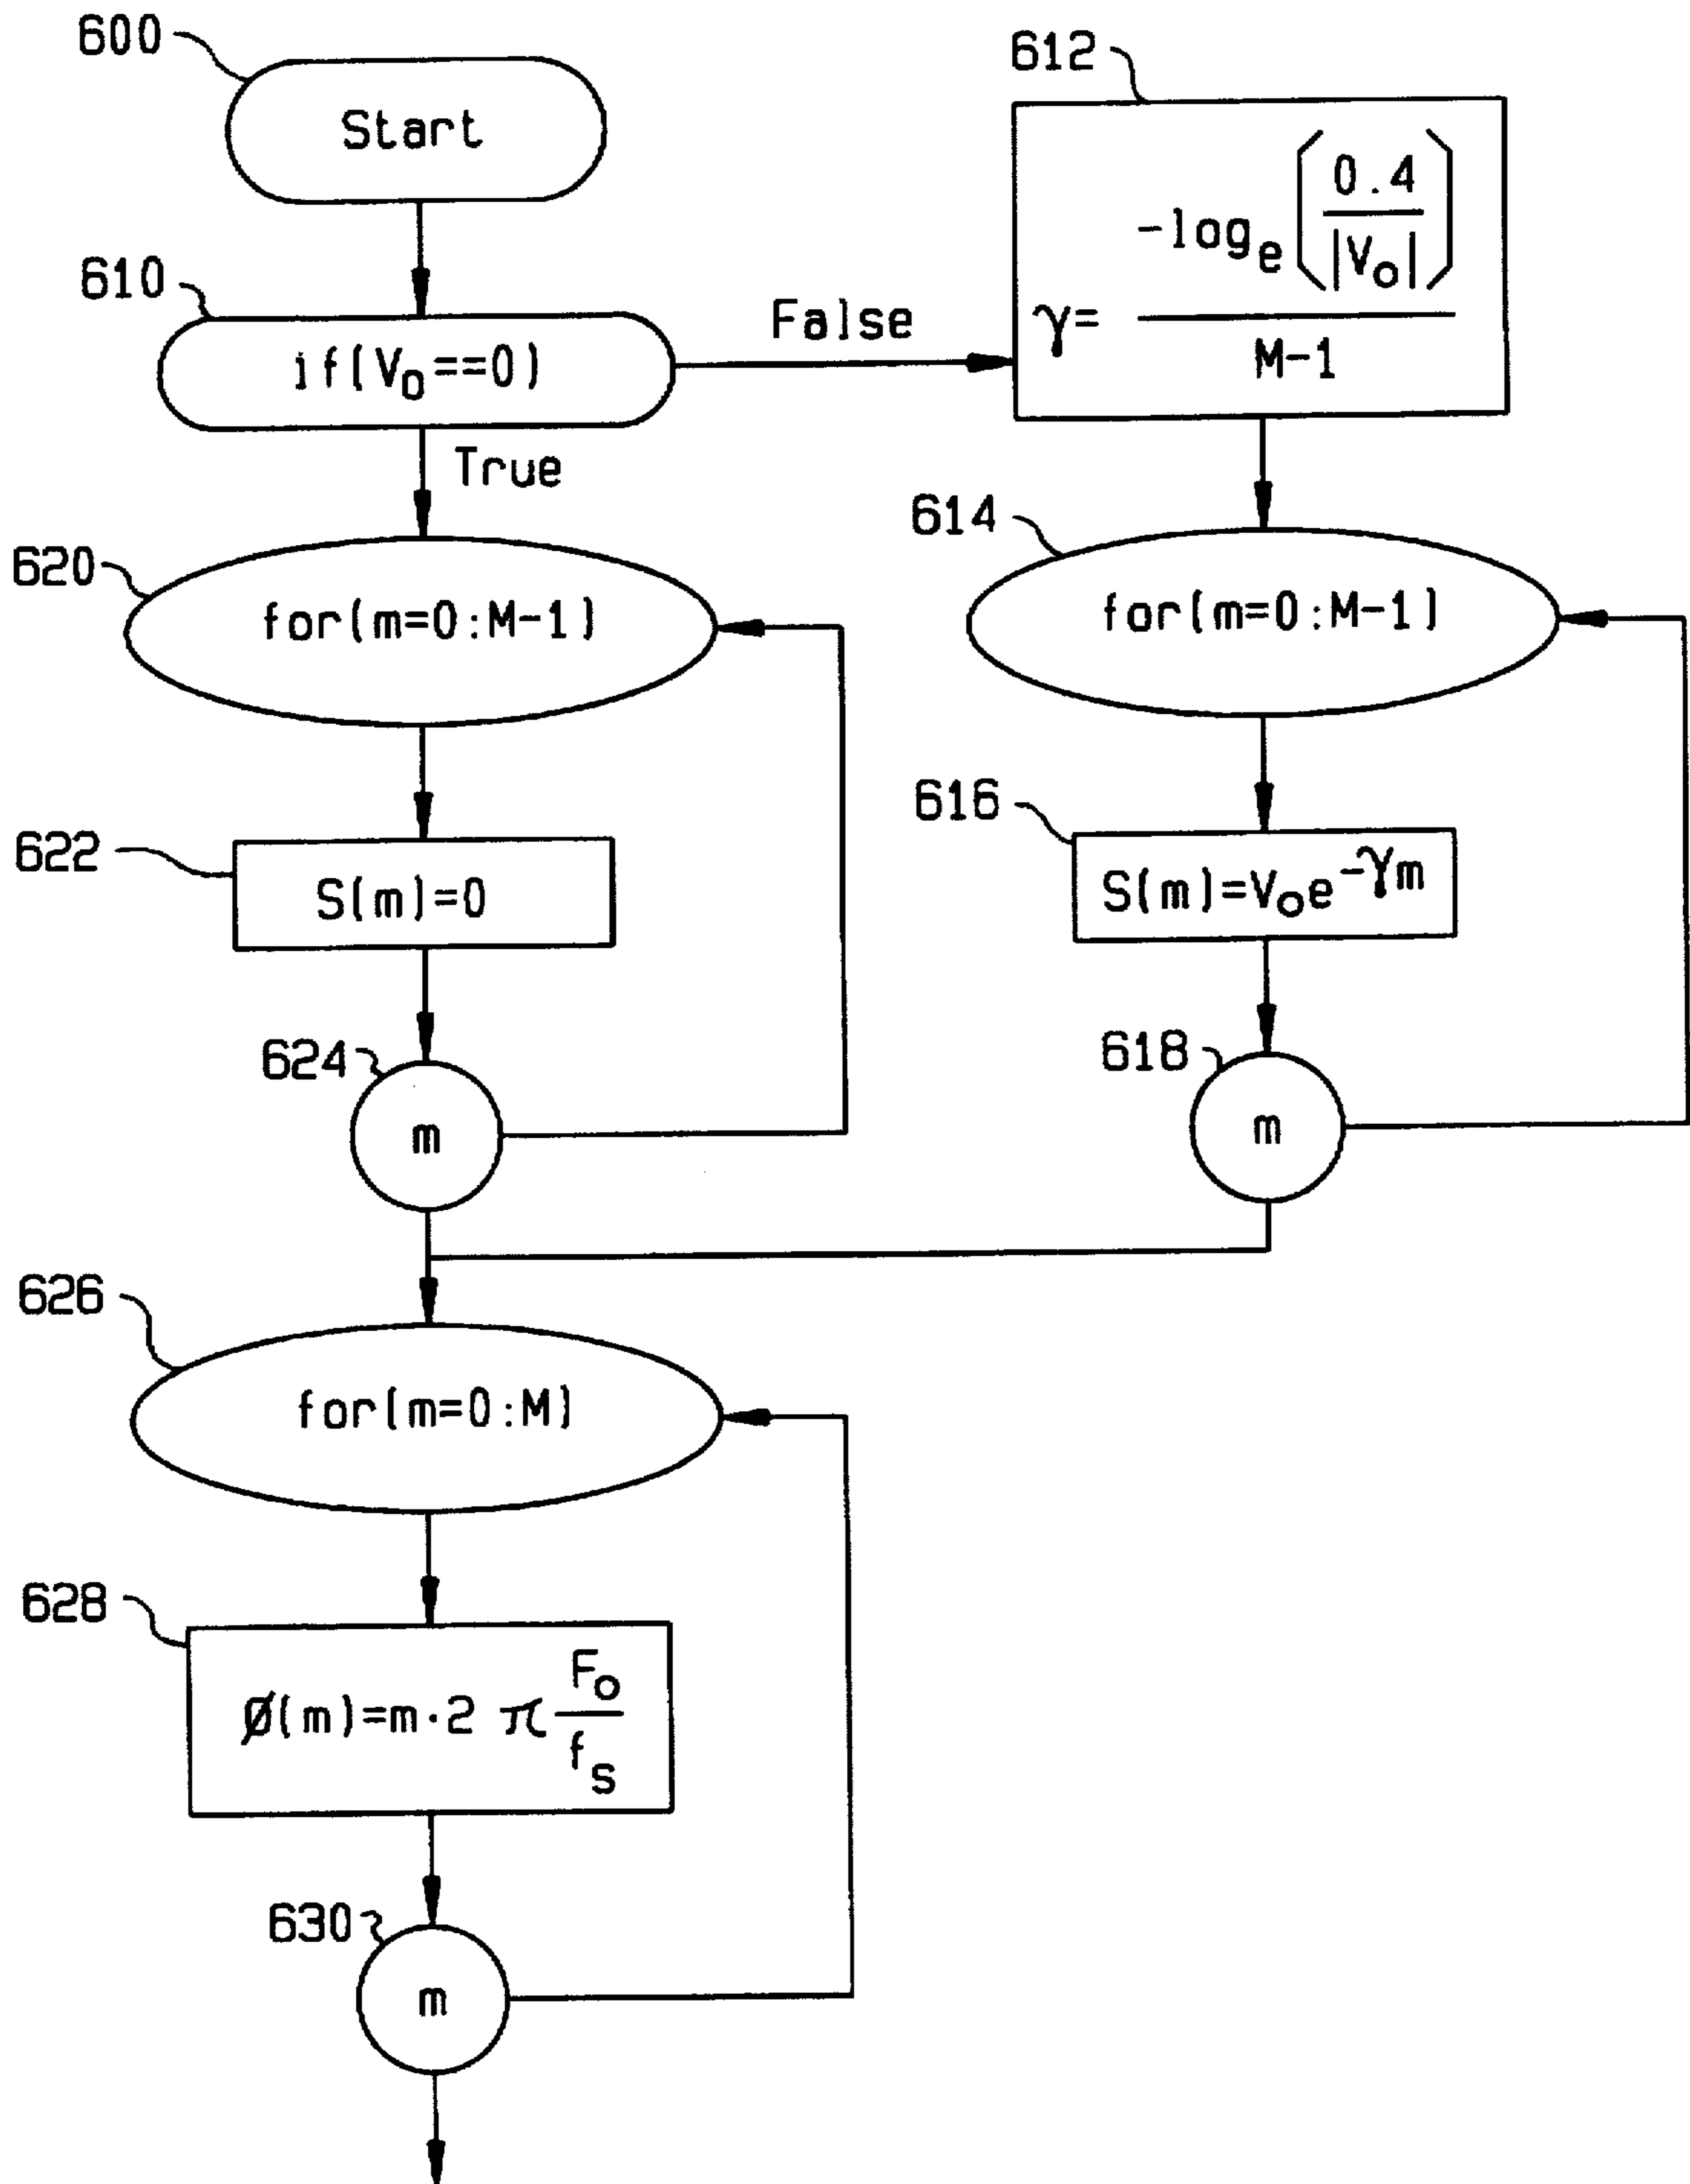 600
Start
610
if(V₀==0)
False
True
612
γ= -logₑ(0.4/|V₀|)/M-1
620
for(m=0:M-1)
614
for(m=0:M-1)
622
S(m)=0
616
S(m)=V₀e^-γm
624
m
618
m
626
for(m=0:M)
628
Ø(m)=m·2 π F₀/fₛ
630
m